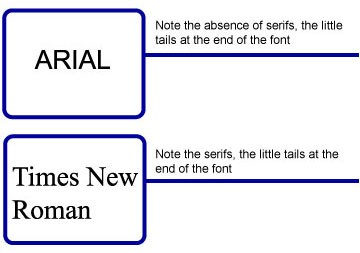 ARIAL
Note the absence of serifs, the little
tails at the end of the font
Times New
Roman
Note the serifs, the little tails at the
end of the font